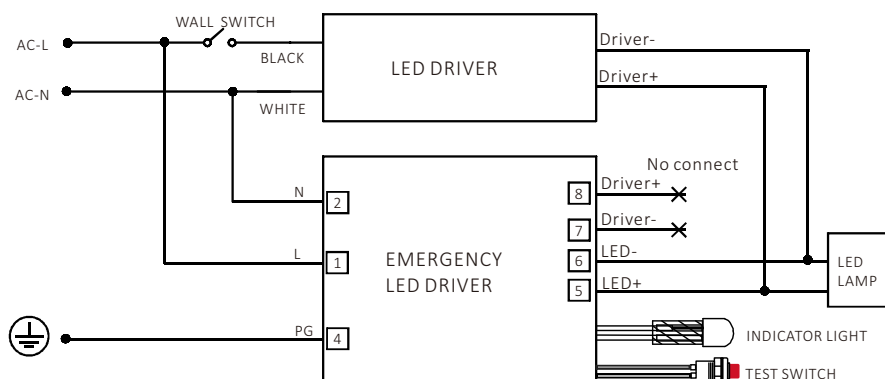 WALL SWITCH
AC-L
BLACK
Driver-
LED DRIVER
Driver+
AC-N
WHITE
No connect
N
2
8
Driver+
7
Driver-
L
1
EMERGENCY
LED DRIVER
6
LED-
5
LED+
LED
LAMP
PG
4
INDICATOR LIGHT
TEST SWITCH